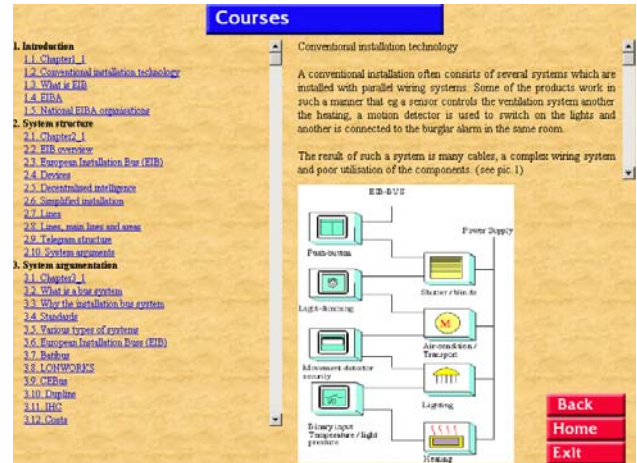 Courses
1. Introduction
1.1. Chapter1_1
1.2. Conventional installation technology
1.3. What is EIB
1.4. EIBA
1.5. National EIBA organisations
2. System structure
2.1. Chapter2_1
2.2. EIB overview
2.3. European Installation Bus (EIB)
2.4. Devices
2.5. Decentralised intelligence
2.6. Simplified installation
2.7. Lines
2.8. Lines, main lines and areas
2.9. Telegram structure
2.10. System arguments
3. System argumentation
3.1. Chapter3_1
3.2. What is a bus system
3.3. Why the installation bus system
3.4. Standards
3.5. Various types of systems
3.6. European Installation Buss (EIB)
3.7. Batibus
3.8. LONWORKS
3.9. CEBus
3.10. Dupline
3.11. IHC
3.12. Costs
Conventional installation technology
A conventional installation often consists of several systems which are
installed with parallel wiring systems. Some of the products work in
such a manner that eg a sensor controls the ventilation system another
the heating, a motion detector is used to switch on the lights and
another is connected to the burglar alarm in the same room.
The result of such a system is many cables, a complex wiring system
and poor utilisation of the components. (see pic.1)
EIB-BUS
Power Supply
Push-button
Shutter / blinds
Light-dimming
M
Air-condition /
Transport
Movement-detector
security
Lighting
Binary input
Temperature / light
pressure
Heating
Back
Home
Exit